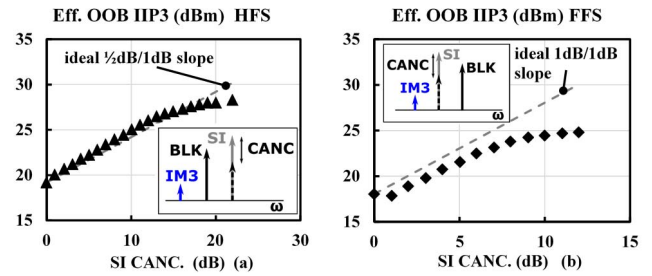 Eff. OOB IIP3 (dBm) HFS
ideal ½dB/1dB slope
35
30
25
20
15
0
10
20
30
SI
BLK
CANC
IM3
ω
SI CANC. (dB) (a)
Eff. OOB IIP3 (dBm) FFS
SI
CANC
BLK
IM3
ω
ideal 1dB/1dB
slope
35
30
25
20
15
0
5
10
15
SI CANC. (dB) (b)